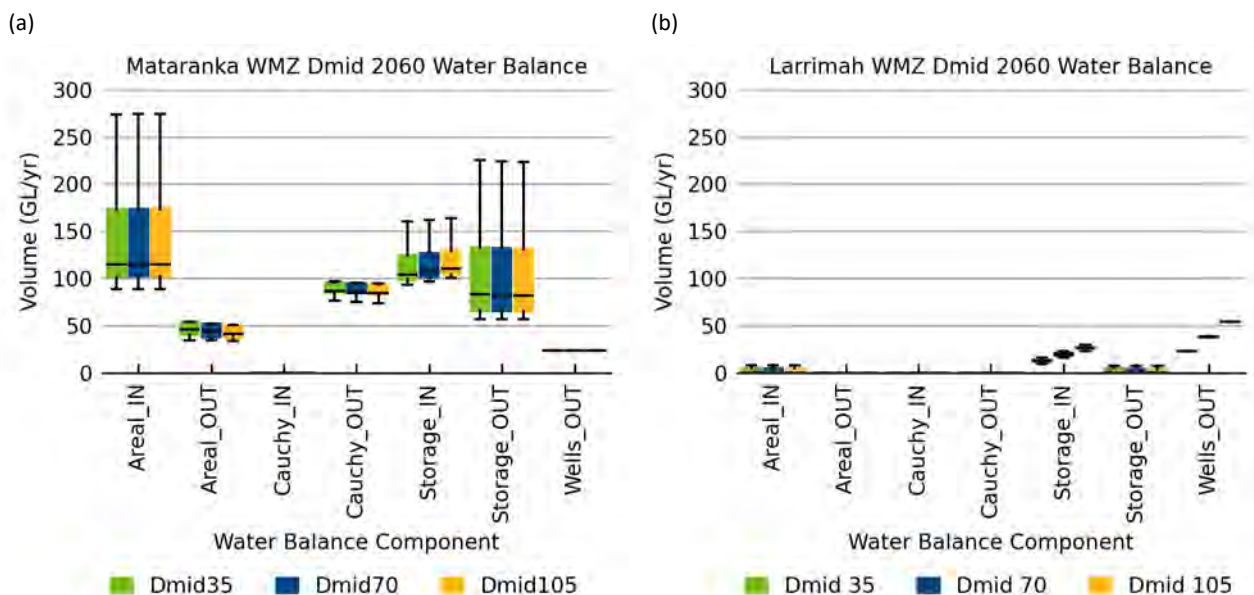 (a)
Mataranka WMZ Dmid 2060 Water Balance
300
250
200
150
100
50
0
Volume (GL/yr)
Areal_IN
Areal_OUT
Cauchy_IN
Cauchy_OUT
Storage_IN
Storage_OUT
Wells_OUT
Water Balance Component
Dmid35 Dmid70 Dmid105
(b)
Larrimah WMZ Dmid 2060 Water Balance
300
250
200
150
100
50
0
Volume (GL/yr)
Areal_IN
Areal_OUT
Cauchy_IN
Cauchy_OUT
Storage_IN
Storage_OUT
Wells_OUT
Water Balance Component
Dmid 35 Dmid 70 Dmid 105